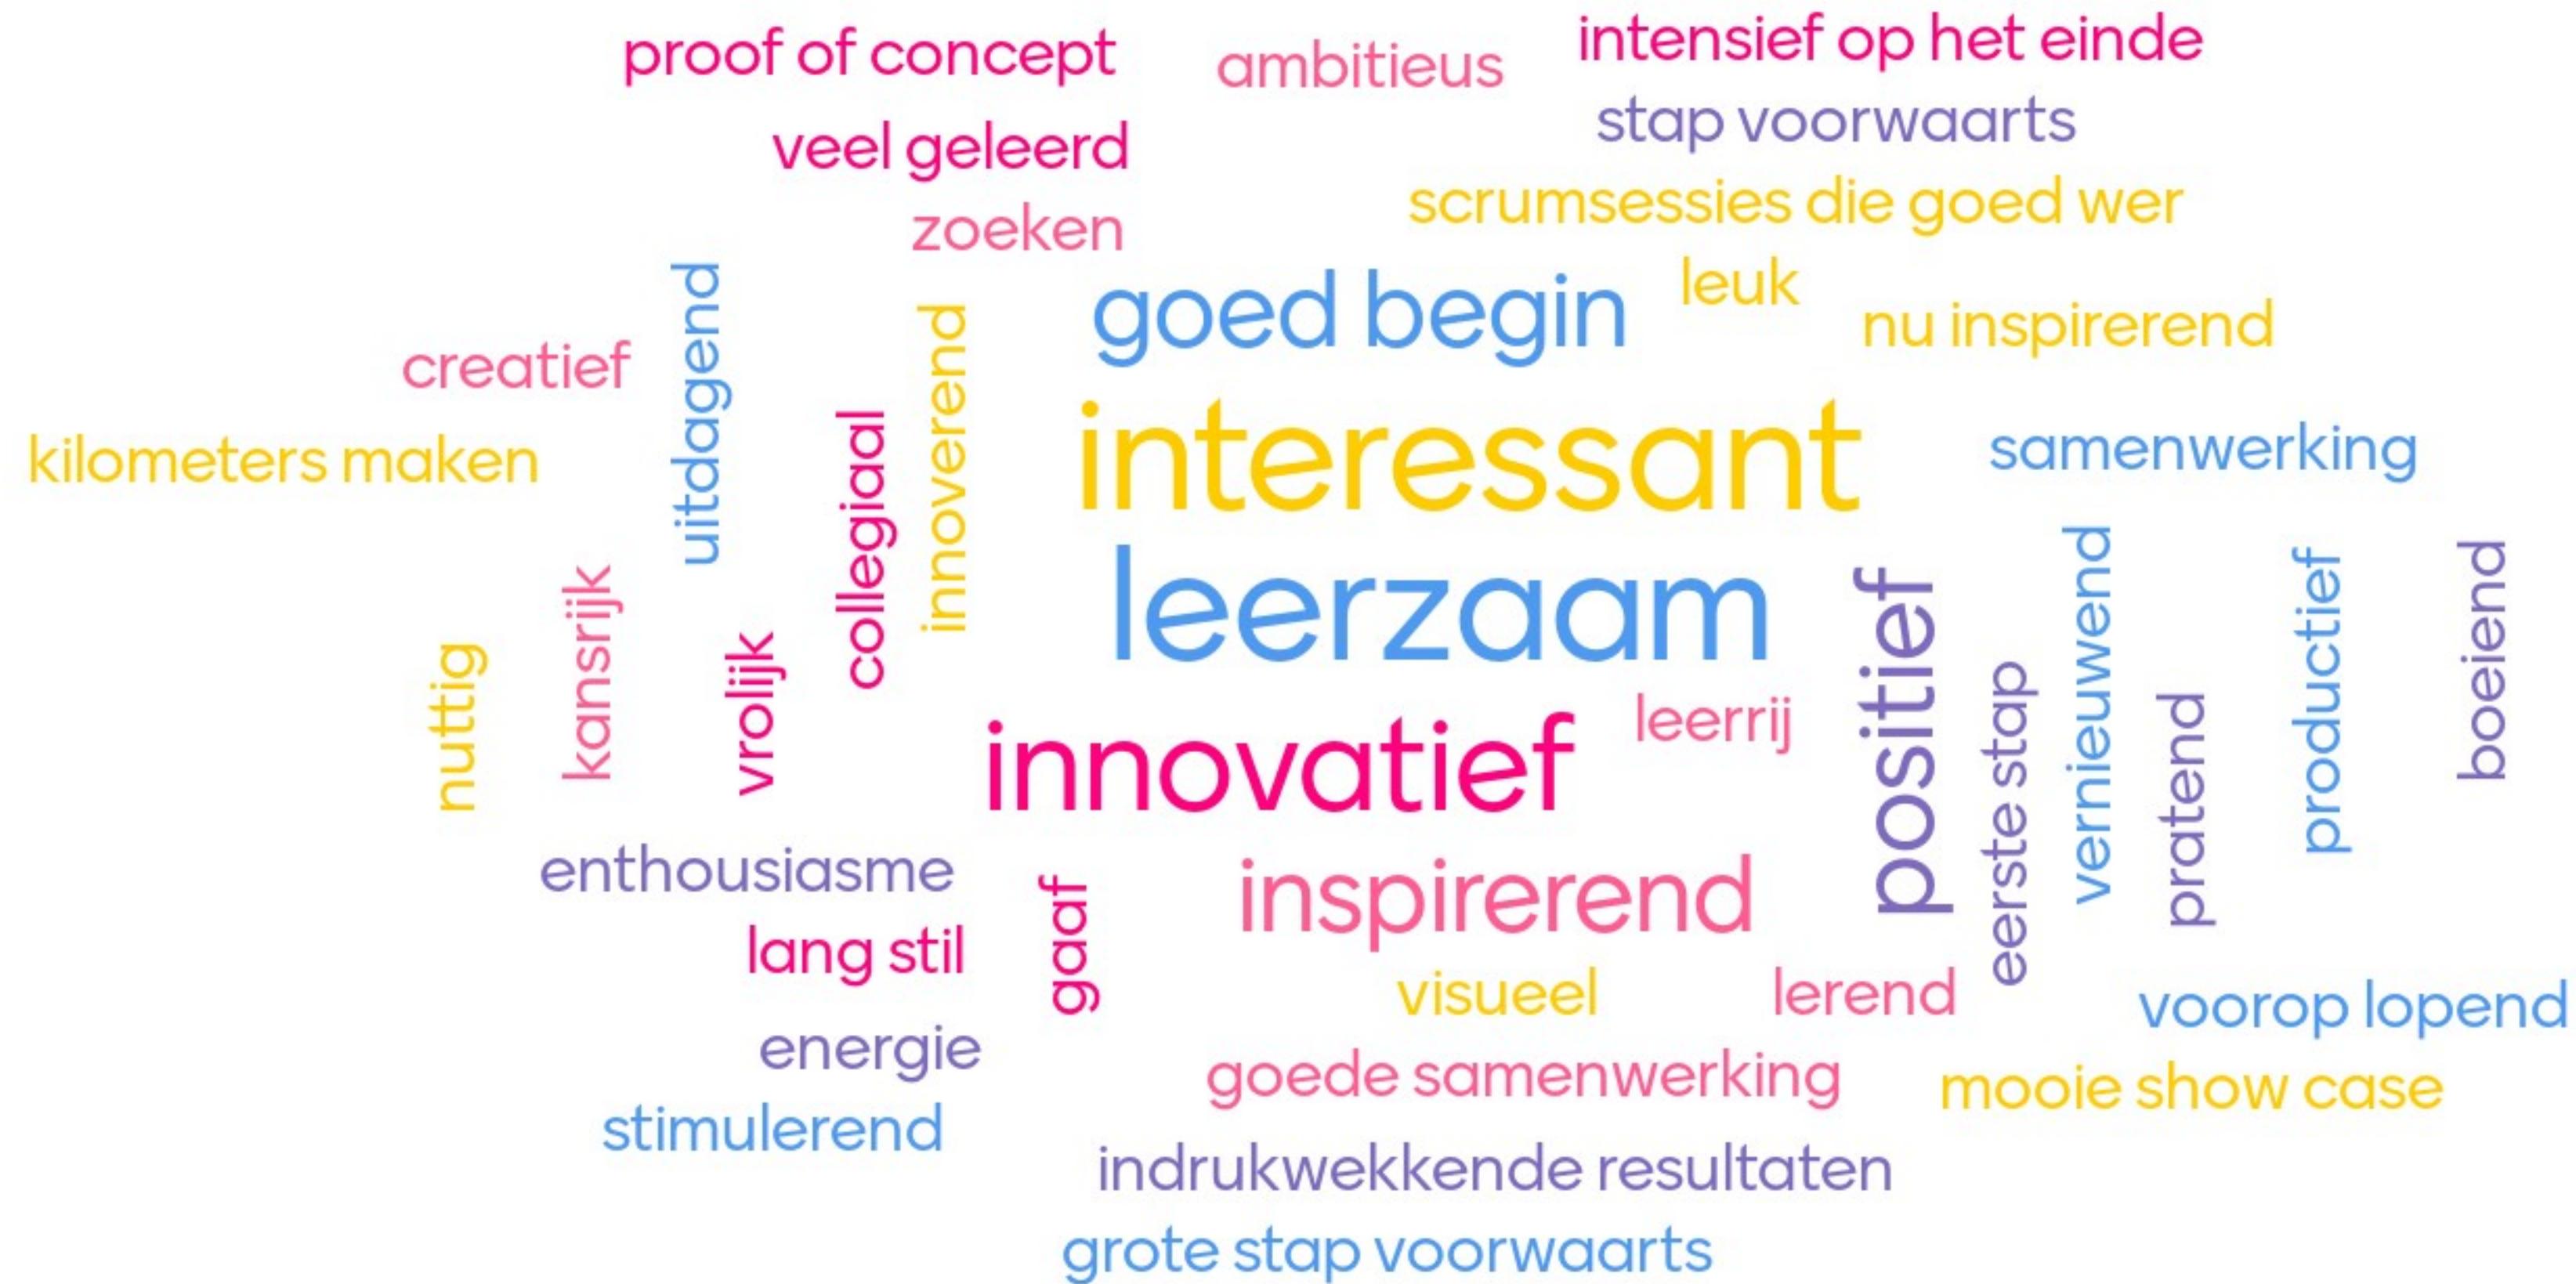 proof of concept
ambitieus
intensief op het einde
stap voorwaarts
veel geleerd
scrumsessies die goed wer
zoeken
leuk
goed begin
nu inspirerend
creatief
uitdagend
innoverend
kilometers maken
collegiaal
interessant
samenwerking
leerzaam
nuttig
kansrijk
vrolijk
positief
eerste stap
vernieuwend
pratend
productief
boeiend
leerrij
innovatief
enthousiasme
inspirerend
lang stil
gaaf
visueel
lerend
voorop lopend
energie
goede samenwerking
mooie show case
stimulerend
indrukwekkende resultaten
grote stap voorwaarts